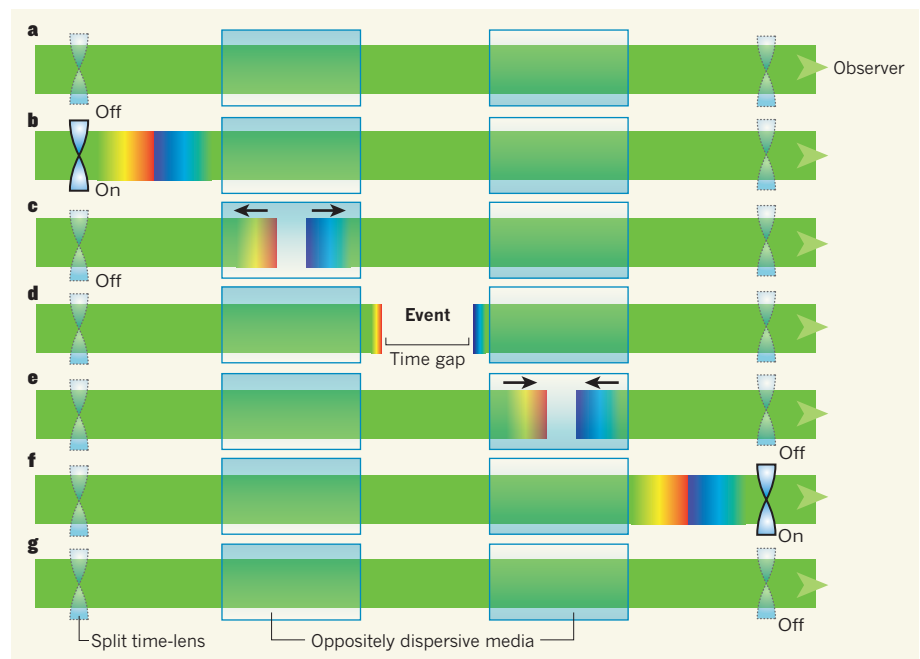 a
Observer
Off
b
On
c
Off
d
Event
Time gap
e
Off
f
On
g
Off
Split time-lens
Oppositely dispersive media